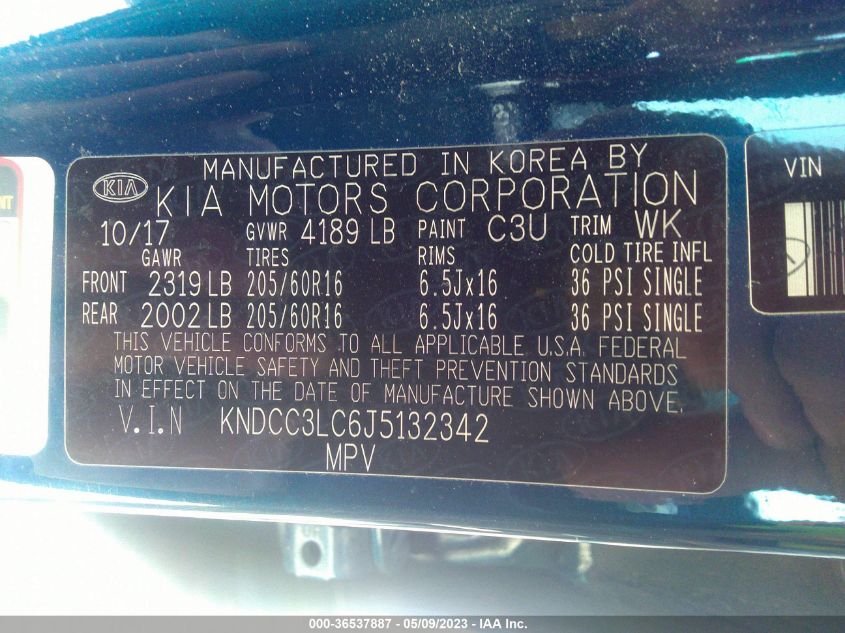 MANUFACTURED IN KOREA BY
KIA KIA MOTORS CORPORATION
10/17 GVWR 4189 LB PAINT C3U TRIM WK
GAWR TIRES RIMS COLD TIRE INFL
FRONT 2319 LB 205/60R16 6.5Jx16 36 PSI SINGLE
REAR 2002 LB 205/60R16 6.5Jx16 36 PSI SINGLE
THIS VEHICLE CONFORMS TO ALL APPLICABLE U.S.A. FEDERAL
MOTOR VEHICLE SAFETY AND THEFT PREVENTION STANDARDS
IN EFFECT ON THE DATE OF MANUFACTURE SHOWN ABOVE.
V.I.N KNDCC3LC6J5132342
MPV
VIN
000-36537887 - 05/09/2023 - IAA Inc.